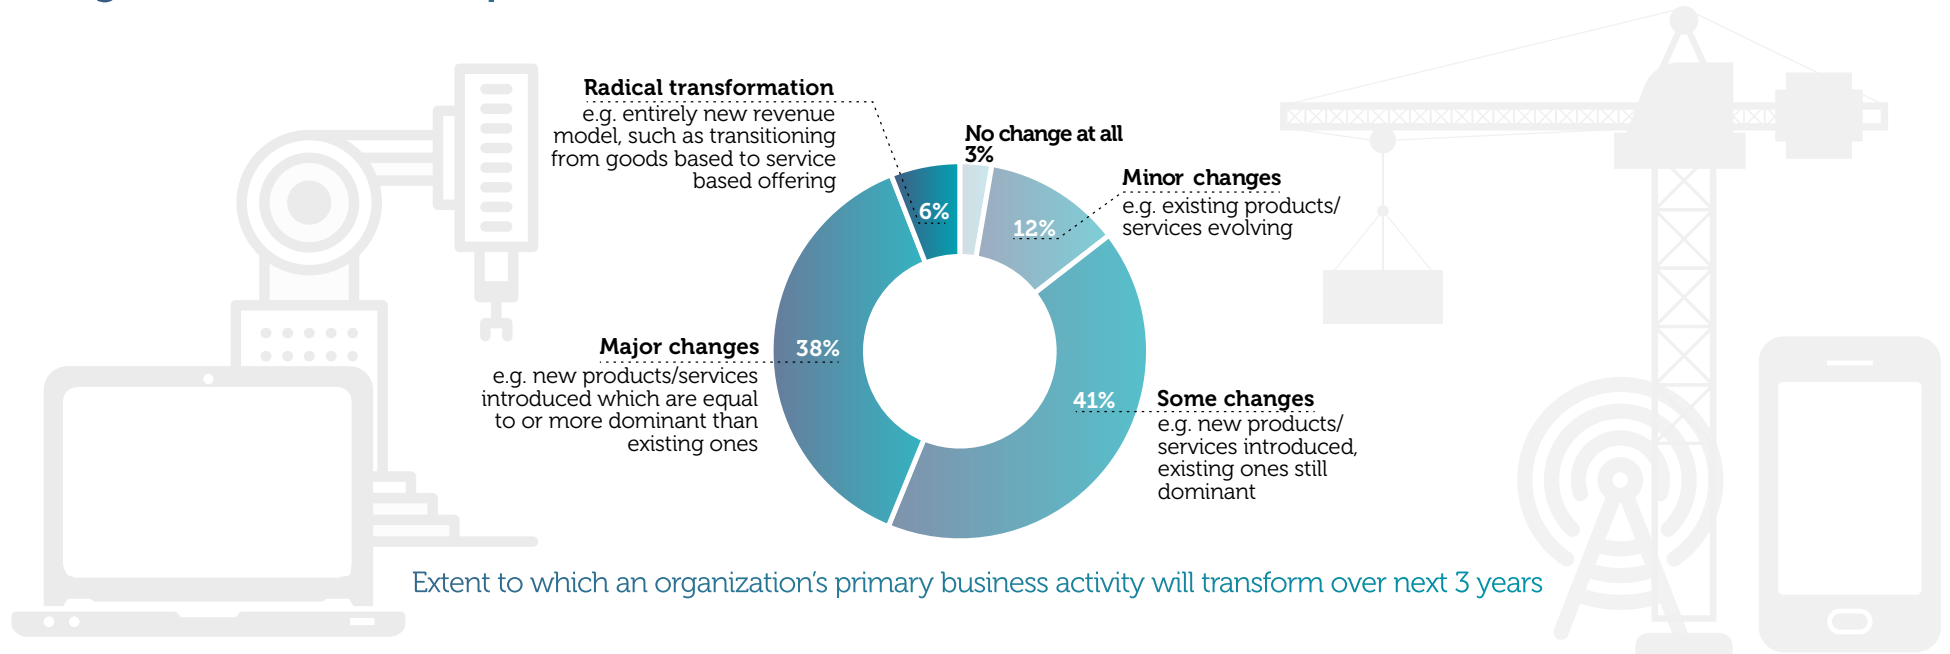 Radical transformation
e.g. entirely new revenue
model, such as transitioning
from goods based to service
based offering
6%
No change at all
3%
Minor changes
e.g. existing products/
services evolving
12%
Major changes
38%
e.g. new products/services
introduced which are equal
to or more dominant than
existing ones
41%
Some changes
e.g. new products/
services introduced,
existing ones still
dominant
Extent to which an organization's primary business activity will transform over next 3 years